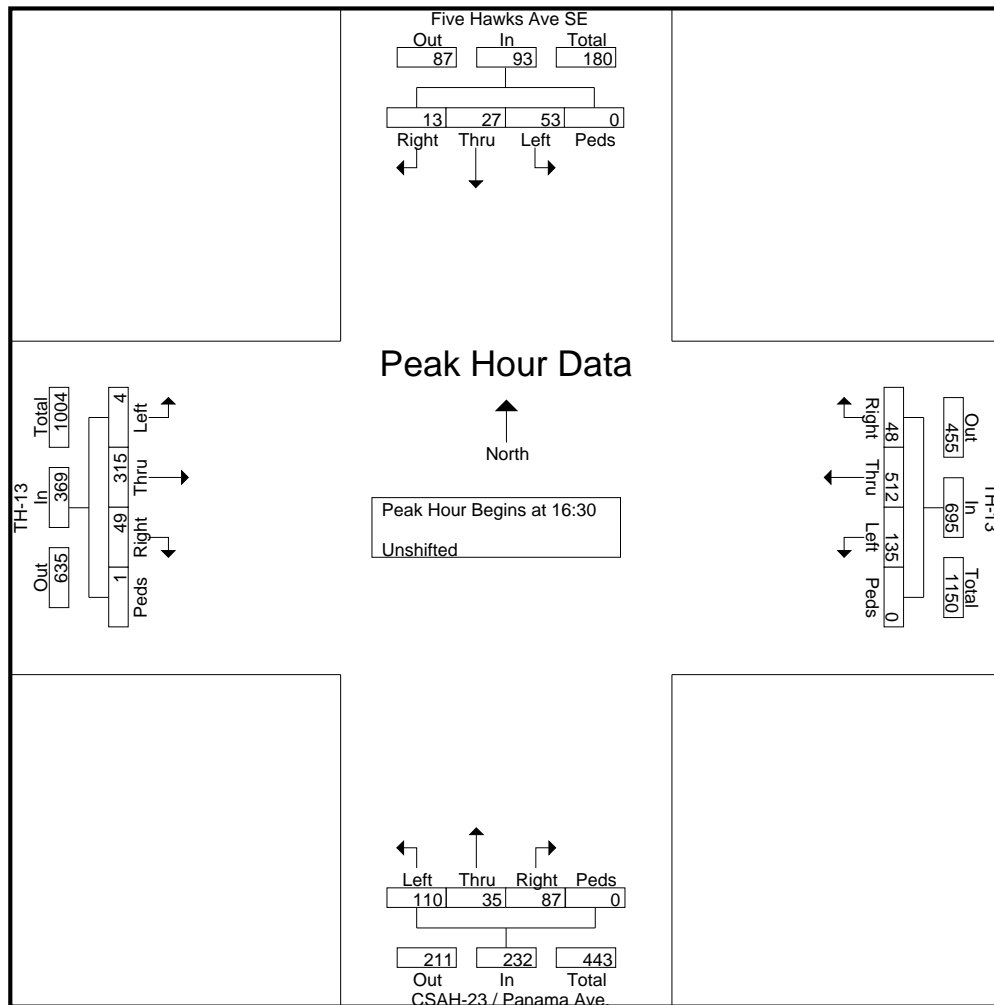 Five Hawks Ave SE
Out In Total
87 93 180
13 27 53 0
Right Thru Left Peds
Peak Hour Data
North
Peak Hour Begins at 16:30
Unshifted
TH-13
Total In Out
1004 369 635
4 315 49 1
Left Thru Right Peds
TH-13
Out In Total
455 695 1150
48 512 135 0
Right Thru Left Peds
Left Thru Right Peds
110 35 87 0
211 232 443
Out In Total
CSAH-23 / Panama Ave.